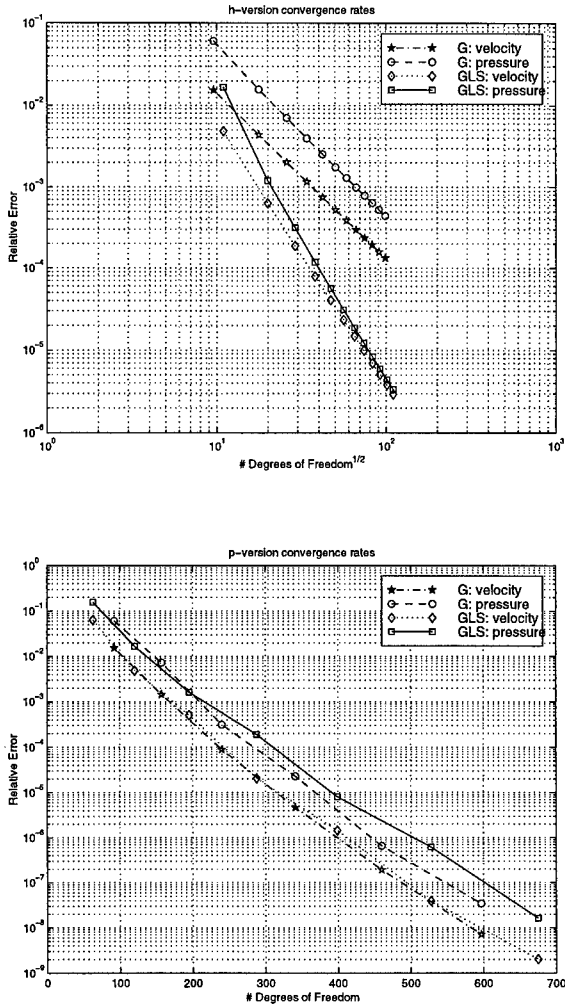 h-version convergence rates
10^-1
10^-2
10^-3
10^-4
10^-5
10^-6
Relative Error
10^0
10^1
10^2
10^3
# Degrees of Freedom^1/2
G: velocity
G: pressure
GLS: velocity
GLS: pressure
p-version convergence rates
10^0
10^-1
10^-2
10^-3
10^-4
10^-5
10^-6
10^-7
10^-8
10^-9
Relative Error
0
100
200
300
400
500
600
700
# Degrees of Freedom
G: velocity
G: pressure
GLS: velocity
GLS: pressure